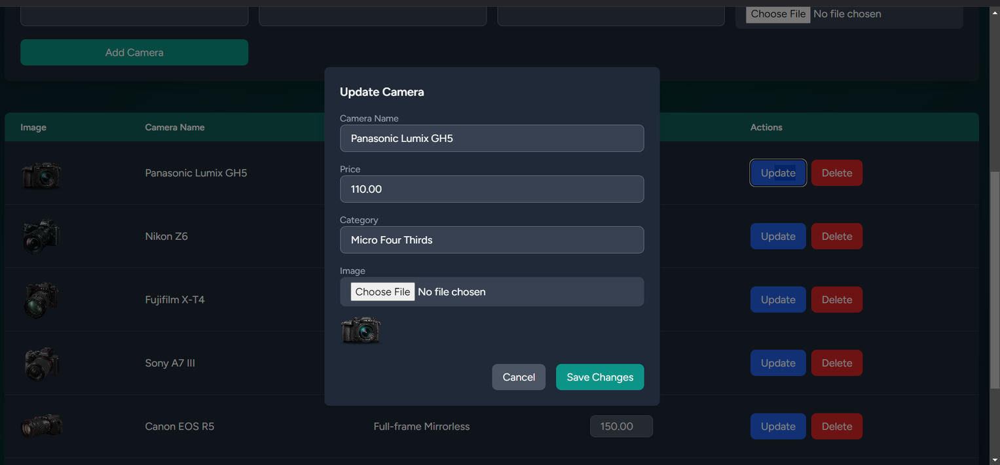 Choose File No file chosen
Add Camera
Update Camera
Image Camera Name Actions
Camera Name
Panasonic Lumix GH5
Price
110.00
Category
Micro Four Thirds
Image
Choose File No file chosen
Cancel Save Changes
Panasonic Lumix GH5 Update Delete
Nikon Z6 Update Delete
Fujifilm X-T4 Update Delete
Sony A7 III Update Delete
Canon EOS R5 Full-frame Mirrorless 150.00 Update Delete